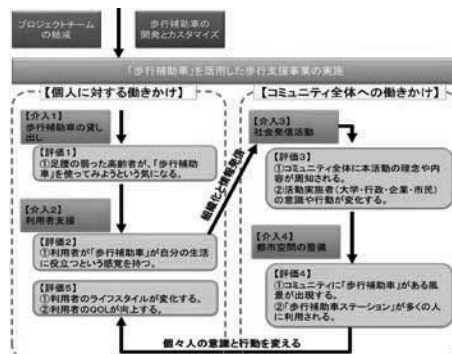 プロジェクトチーム
の結成
歩行補助車の
開発とカスタマイズ
「歩行補助車」を活用した歩行支援事業の実施
【個人に対する働きかけ】
【介入1】
歩行補助車の貸し
出し
【評価1】
①足腰の弱った高齢者が、「歩行補助
車」を使ってみようという気になる。
【介入2】
利用者支援
【評価2】
①利用者が「歩行補助車」が自分の生活
に役立つという感覚を持つ。
【評価5】
①利用者のライフスタイルが変化する。
②利用者のQOLが向上する。
組織化と情報発信
【コミュニティ全体への働きかけ】
【介入3】
社会発信活動
【評価3】
①コミュニティ全体に本活動の理念や内
容が周知される。
②活動実施者(大学・行政・企業・市民)
の意識や行動が変化する。
【介入4】
都市空間の整備
【評価4】
①コミュニティに「歩行補助車」がある風
景が出現する。
②「歩行補助車ステーション」が多くの人
に利用される。
個々人の意識と行動を変える